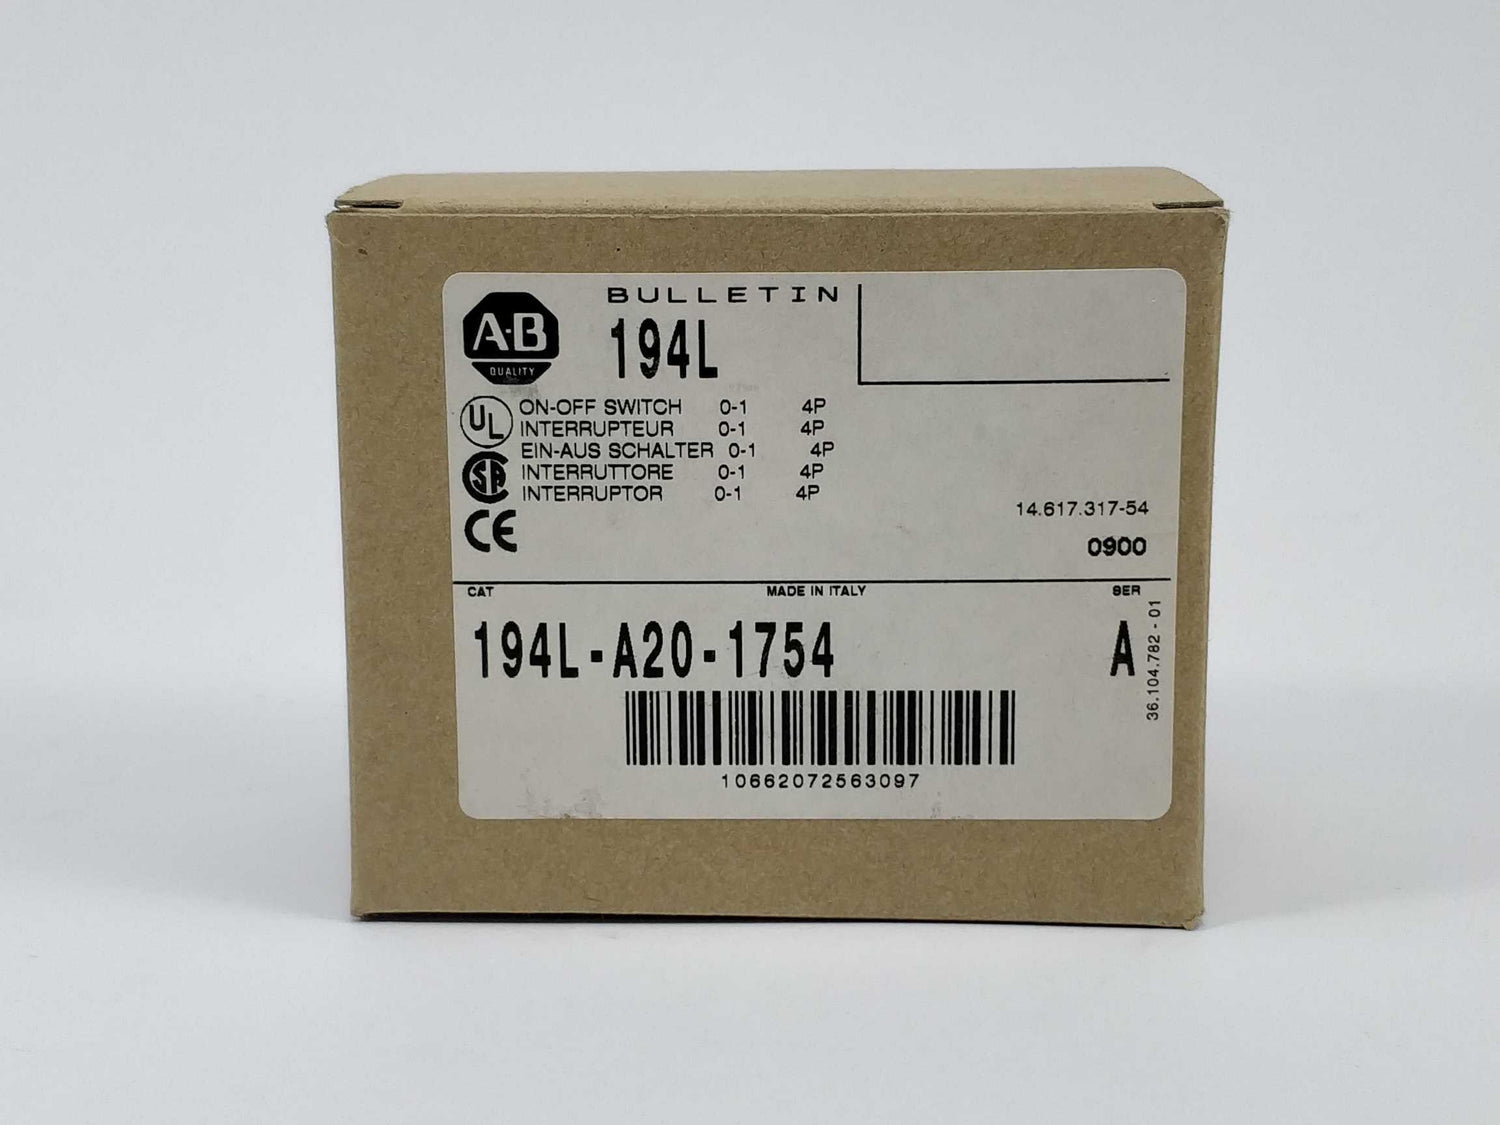 BULLETIN
A-B
QUALITY
194L
UL
ON-OFF SWITCH 0-1 4P
INTERRUPTEUR 0-1 4P
EIN-AUS SCHALTER 0-1 4P
SA
INTERRUTTORE 0-1 4P
INTERRUPTOR 0-1 4P
CE
14.617.317-54
0900
CAT MADE IN ITALY SER
194L-A20-1754 A
36.104.782-01
10662072563097